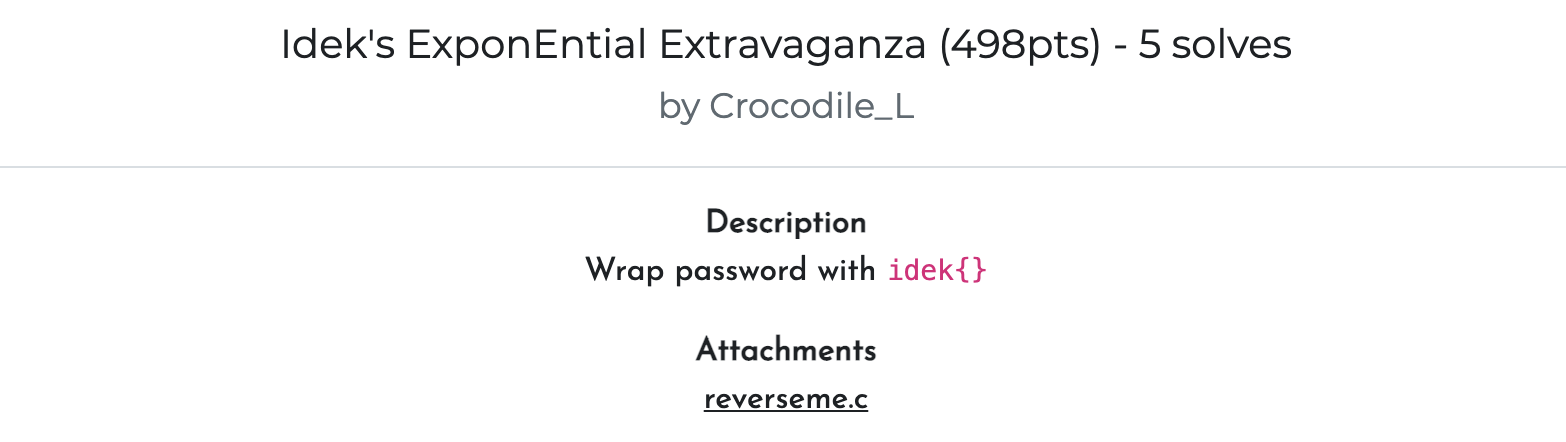 Idek's ExponEntial Extravaganza (498pts) - 5 solves
by Crocodile_L
Description
Wrap password with idek{}
Attachments
reverseme.c